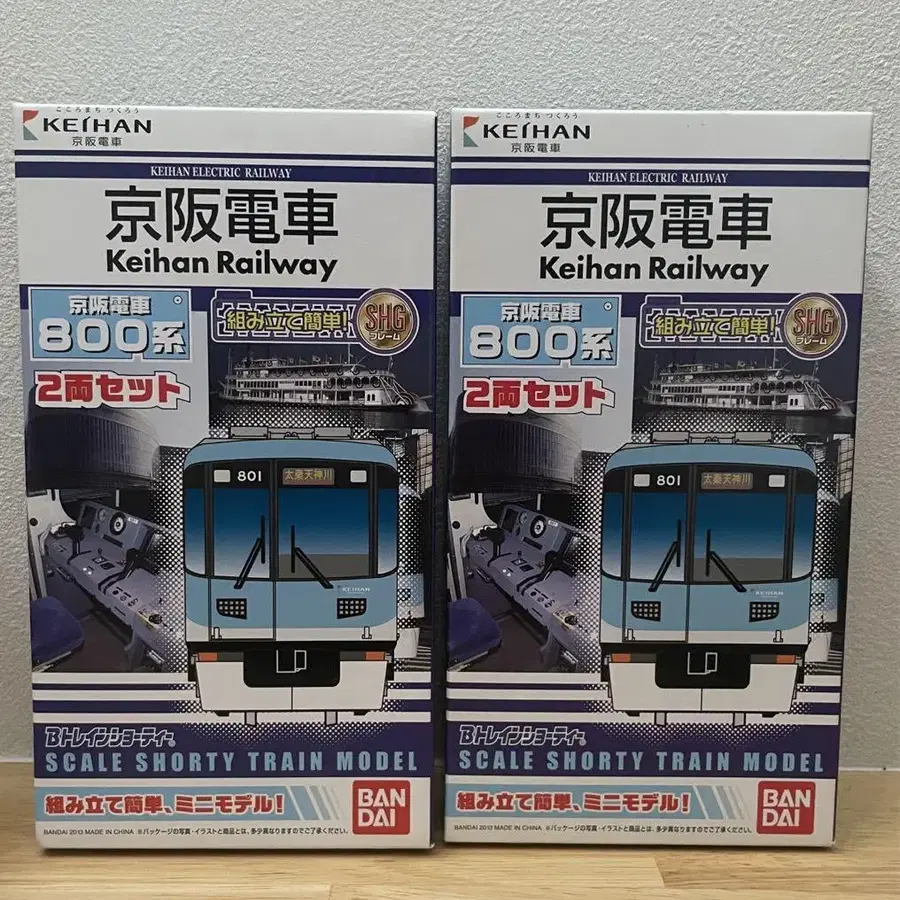 こころまち つくろう
KEIHAN
京阪電車
KEIHAN ELECTRIC RAILWAY
京阪電車
Keihan Railway
京阪電車
800系
組み立て簡単!
SHG
フレーム
2両セット
801
太秦天神川
KEIHAN
Bトレインショーティー
SCALE SHORTY TRAIN MODEL
組み立て簡単、ミニモデル!
BAN
DAI
BANDAI 2013 MADE IN CHINA ※パッケージの写真・イラストと商品とは、多少異なりますのでご了承ください。
こころまち つくろう
KEIHAN
京阪電車
KEIHAN ELECTRIC RAILWAY
京阪電車
Keihan Railway
京阪電車
800系
組み立て簡単!
SHG
フレーム
2両セット
801
太秦天神川
KEIHAN
Bトレインショーティー
SCALE SHORTY TRAIN MODEL
組み立て簡単、ミニモデル!
BAN
DAI
BANDAI 2013 MADE IN CHINA ※パッケージの写真・イラストと商品とは、多少異なりますのでご了承ください。